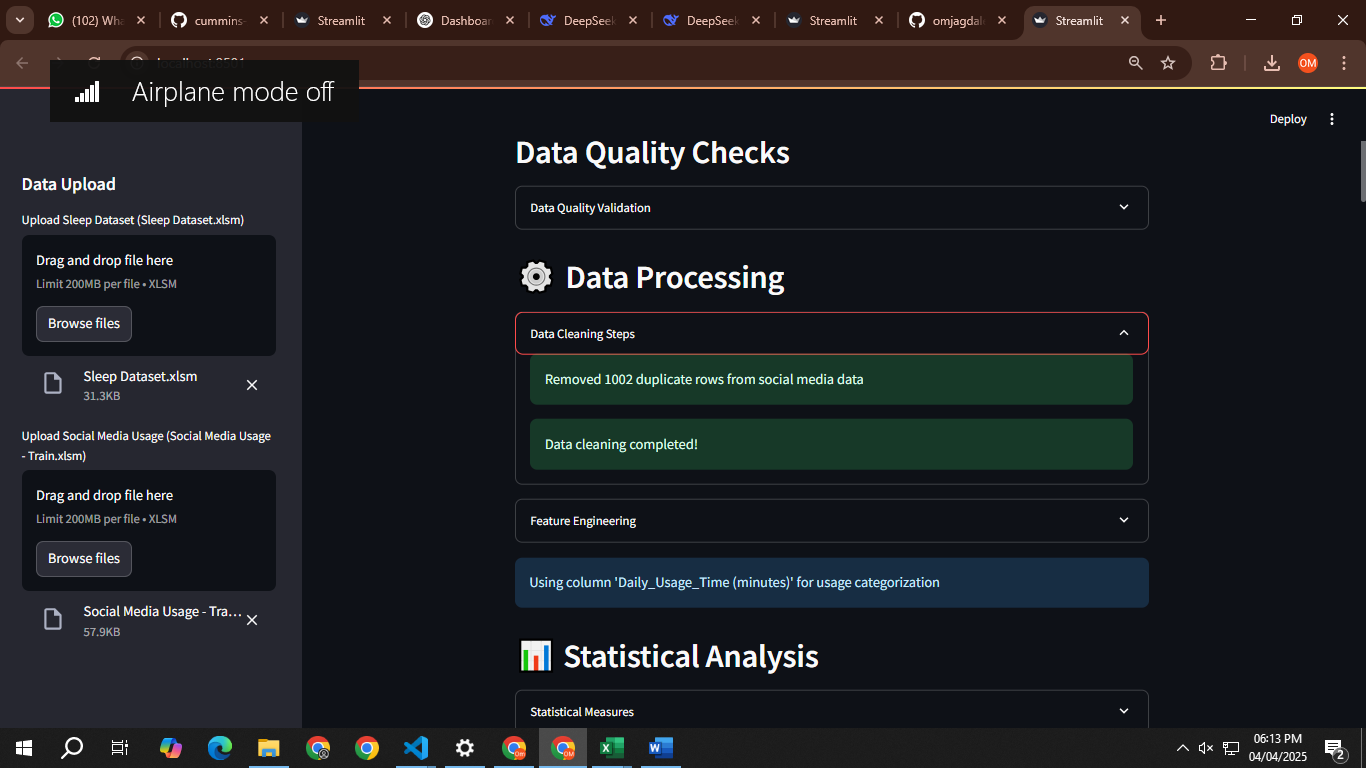 (102) Wha
cummins-
Streamlit
Dashboar
DeepSeek
DeepSeek
Streamlit
omjagdale
Streamlit
OM
Airplane mode off
Deploy
Data Upload
Upload Sleep Dataset (Sleep Dataset.xlsm)
Drag and drop file here
Limit 200MB per file • XLSM
Browse files
Sleep Dataset.xlsm
31.3KB
Upload Social Media Usage (Social Media Usage
- Train.xlsm)
Drag and drop file here
Limit 200MB per file • XLSM
Browse files
Social Media Usage - Tra...
57.9KB
Data Quality Checks
Data Quality Validation
Data Processing
Data Cleaning Steps
Removed 1002 duplicate rows from social media data
Data cleaning completed!
Feature Engineering
Using column 'Daily_Usage_Time (minutes)' for usage categorization
Statistical Analysis
Statistical Measures
06:13 PM
04/04/2025
2